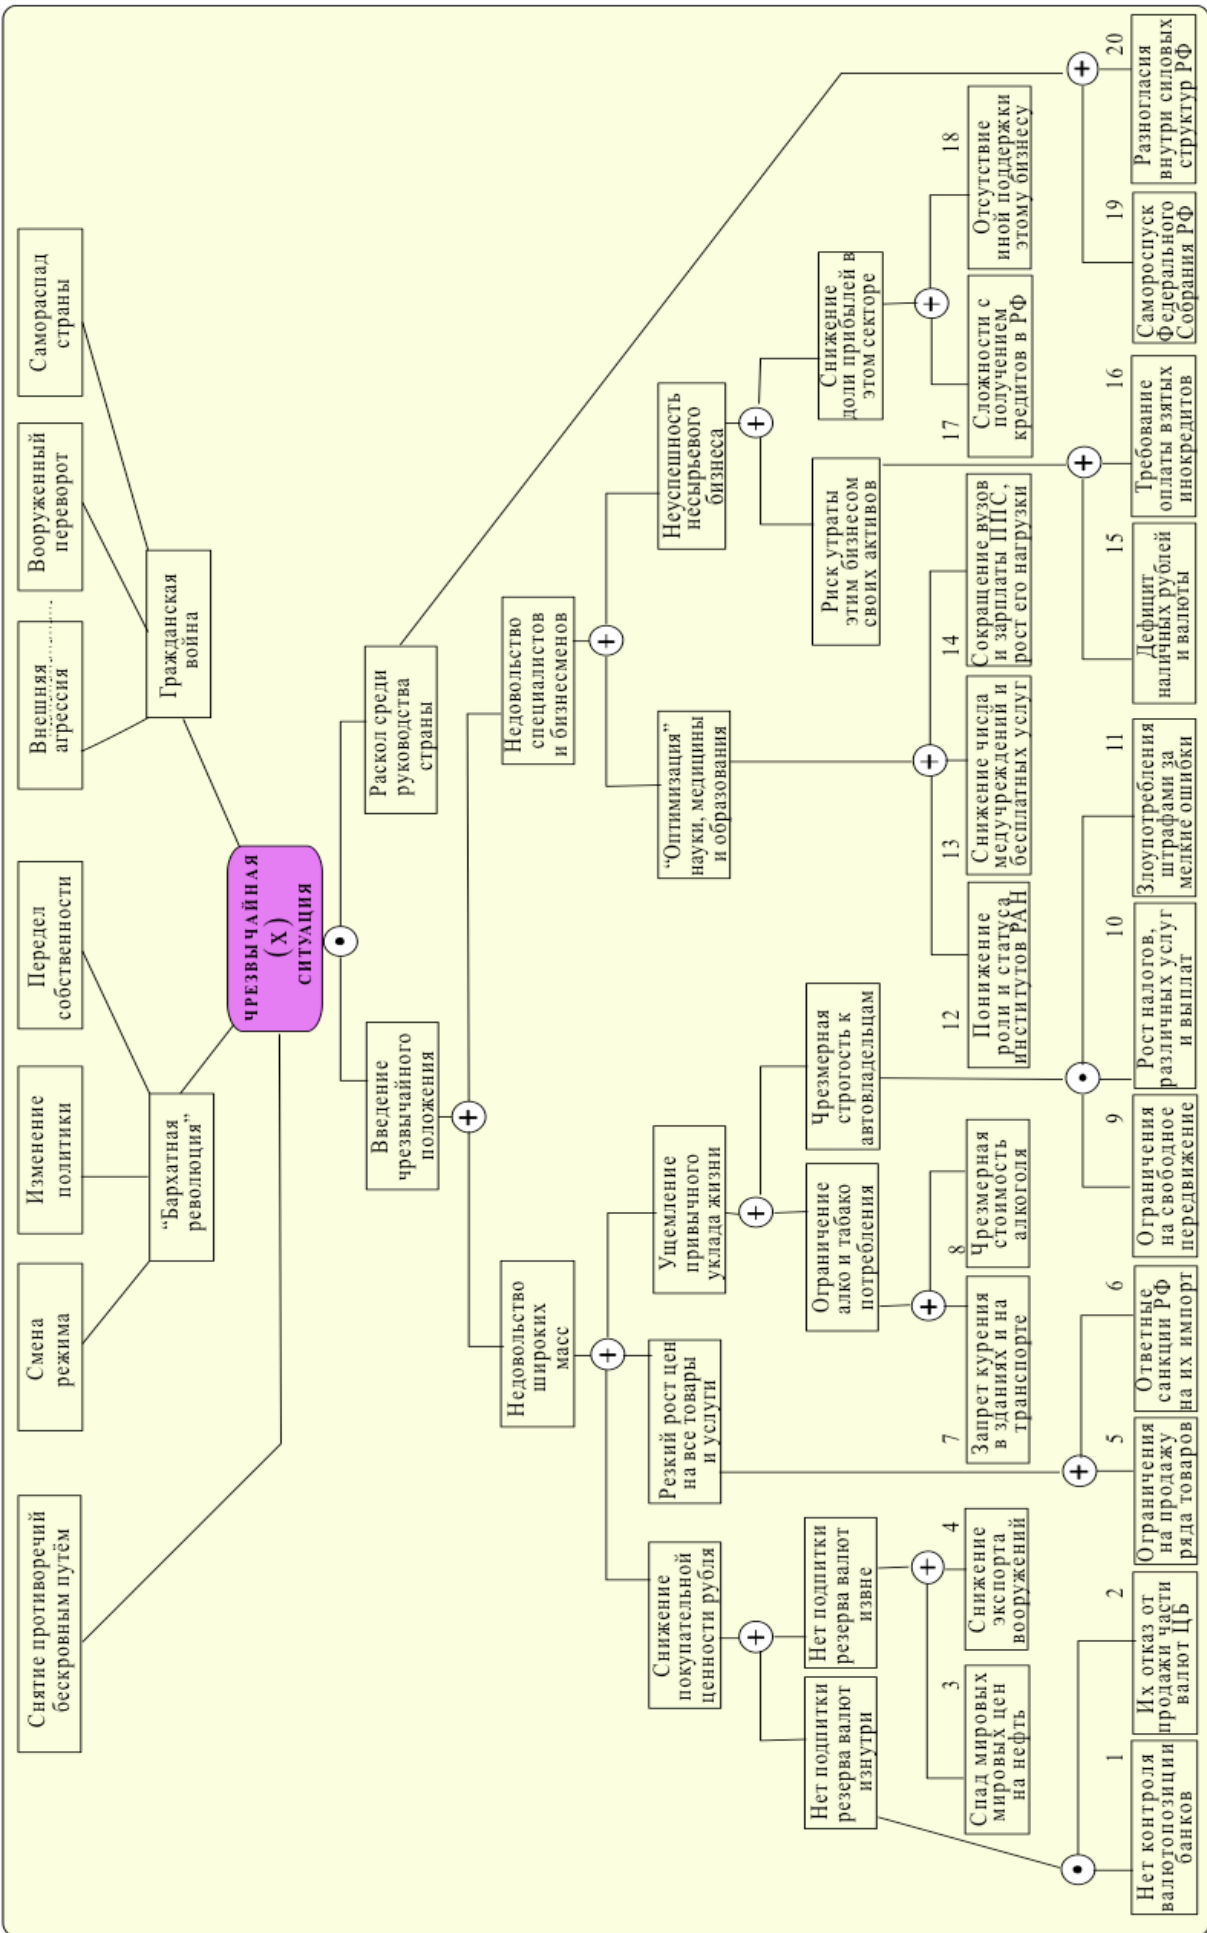 Снятие противоречий
бескровным путём
Смена
режима
Изменение
политики
Передел
собственности
Внешняя
агрессия
Вооруженный
переворот
Самораспад
страны
“Бархатная
революция”
Гражданская
война
ЧРЕЗВЫЧАЙНАЯ
(X)
СИТУАЦИЯ
Введение
чрезвычайного
положения
Раскол среди
руководства
страны
Недовольство
широких
масс
Недовольство
специалистов
и бизнесменов
Снижение
покупательной
ценности рубля
Резкий рост цен
на все товары
и услуги
Ущемление
привычного
уклада жизни
“Оптимизация”
науки, медицины
и образования
Неуспешность
несырьевого
бизнеса
Нет подпитки
резерва валют
изнутри
Нет подпитки
резерва валют
извне
Ограничение
алко и табако
потребления
Чрезмерная
строгость к
автовладельцам
Риск утраты
этим бизнесом
своих активов
Снижение
доли прибылей в
этом секторе
3
Спад мировых
мировых цен
на нефть
4
Снижение
экспорта
вооружений
7
Запрет курения
в зданиях и на
транспорте
8
Чрезмерная
стоимость
алкоголя
12
Понижение
роли и статуса
институтов РАН
13
Снижение числа
медучреждений и
бесплатных услуг
14
Сокращение вузов
и зарплаты ППС,
рост его нагрузки
17
Сложности с
получением
кредитов в РФ
18
Отсутствие
иной поддержки
этому бизнесу
1
Нет контроля
валютопозиции
банков
2
Их отказ от
продажи части
валют ЦБ
5
Ограничения
на продажу
ряда товаров
6
Ответные
санкции РФ
на их импорт
9
Ограничения
на свободное
передвижение
10
Рост налогов,
различных услуг
и выплат
11
Злоупотребления
штрафами за
мелкие ошибки
15
Дефицит
наличных рублей
и валюты
16
Требование
оплаты взятых
инокредитов
19
Самороспуск
Федерального
Собрания РФ
20
Разногласия
внутри силовых
структур РФ